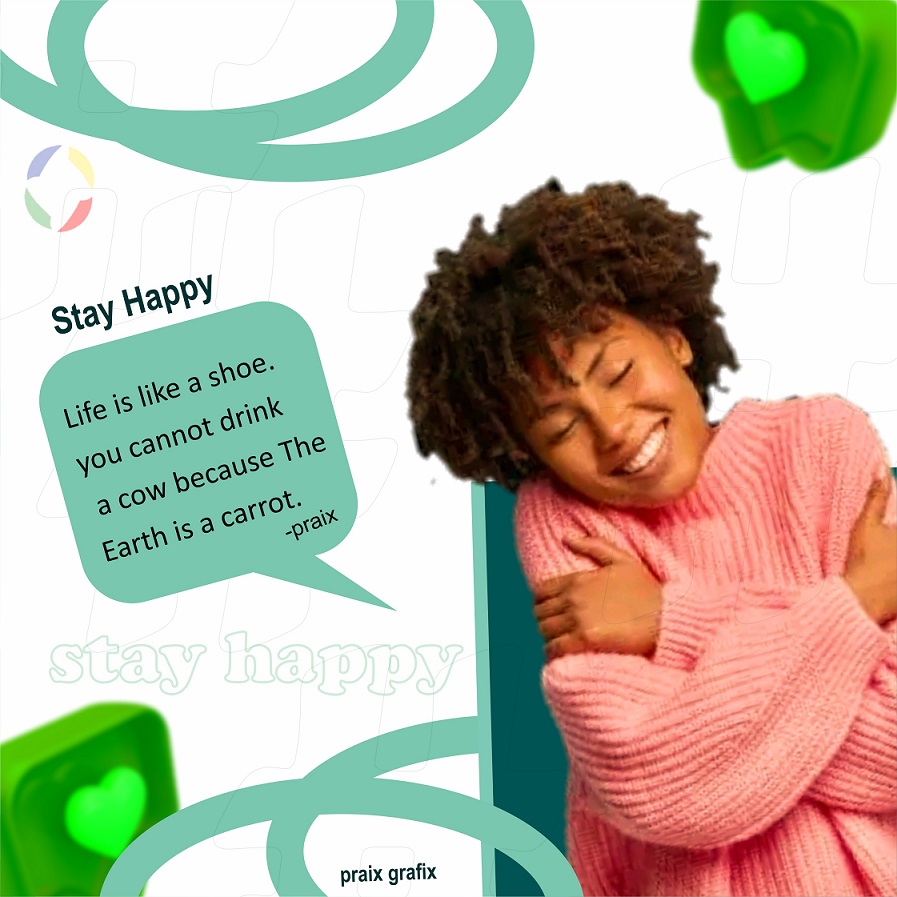 Stay Happy
Life is like a shoe.
you cannot drink
a cow because The
Earth is a carrot.
-praix
stay happy
praix grafix